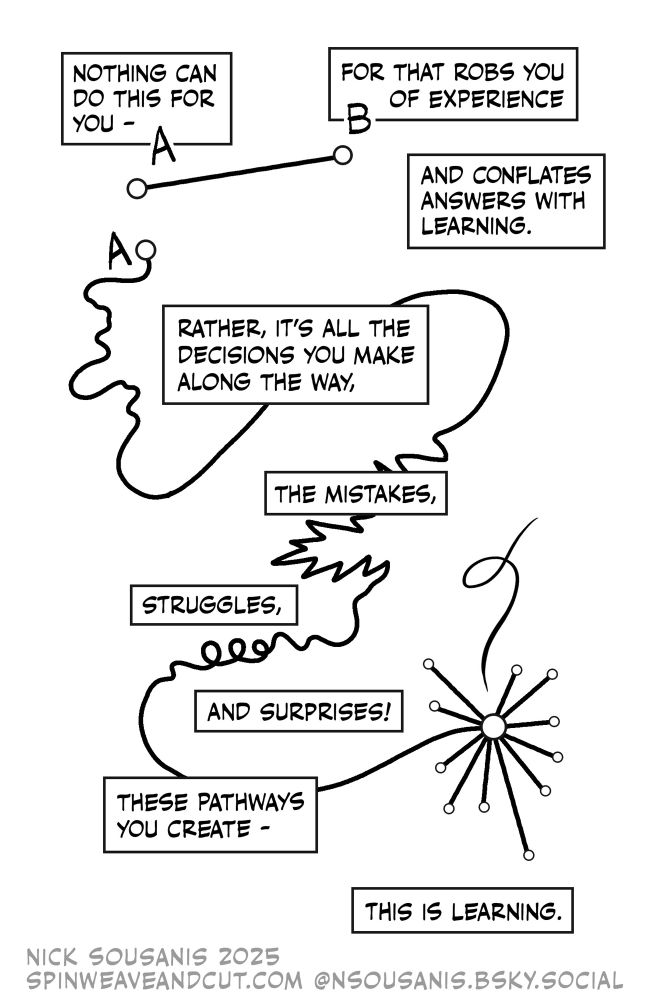 NOTHING CAN
DO THIS FOR
YOU -
A
B
FOR THAT ROBS YOU
OF EXPERIENCE
AND CONFLATES
ANSWERS WITH
LEARNING.
A
RATHER, IT'S ALL THE
DECISIONS YOU MAKE
ALONG THE WAY,
THE MISTAKES,
STRUGGLES,
AND SURPRISES!
THESE PATHWAYS
YOU CREATE -
THIS IS LEARNING.
NICK SOUSANIS 2025
SPINWEAVEANDCUT.COM @NSOUSANIS.BSKY.SOCIAL